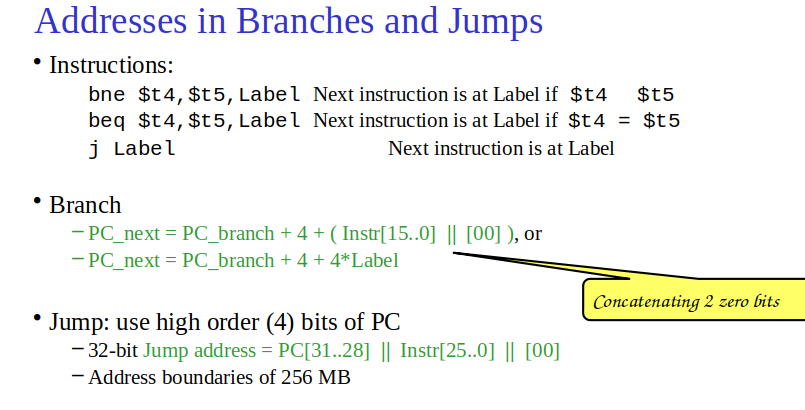 Addresses in Branches and Jumps
• Instructions:
bne $t4,$t5,Label Next instruction is at Label if $t4 $t5
beq $t4,$t5,Label Next instruction is at Label if $t4 = $t5
j Label Next instruction is at Label
• Branch
– PC_next = PC_branch + 4 + ( Instr[15..0] || [00] ), or
– PC_next = PC_branch + 4 + 4*Label
Concatenating 2 zero bits
• Jump: use high order (4) bits of PC
– 32-bit Jump address = PC[31..28] || Instr[25..0] || [00]
– Address boundaries of 256 MB